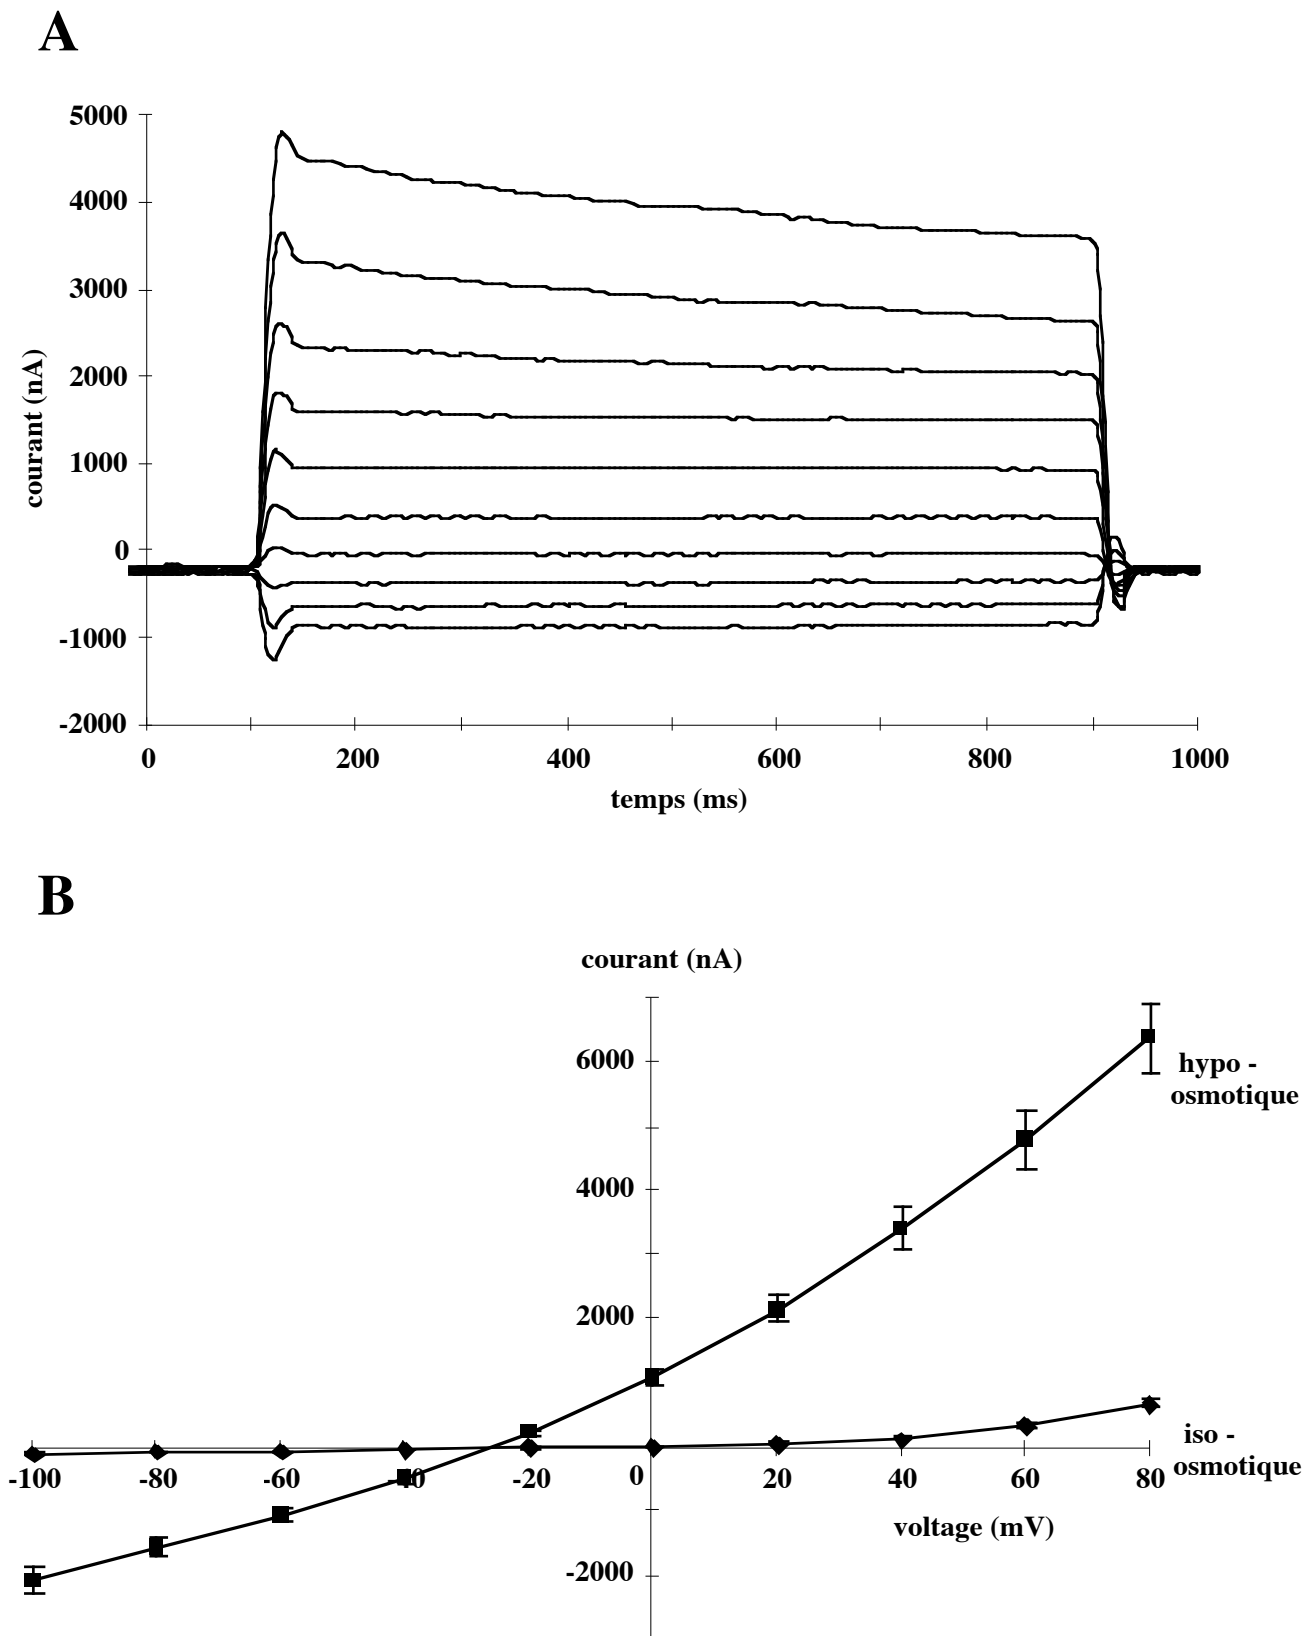 A
5000
4000
3000
2000
1000
0
-1000
-2000
courant (nA)
0 200 400 600 800 1000
temps (ms)
B
courant (nA)
6000
hypo -
osmotique
4000
2000
iso -
osmotique
-100 -80 -60 -40 -20 0 20 40 60 80
voltage (mV)
-2000